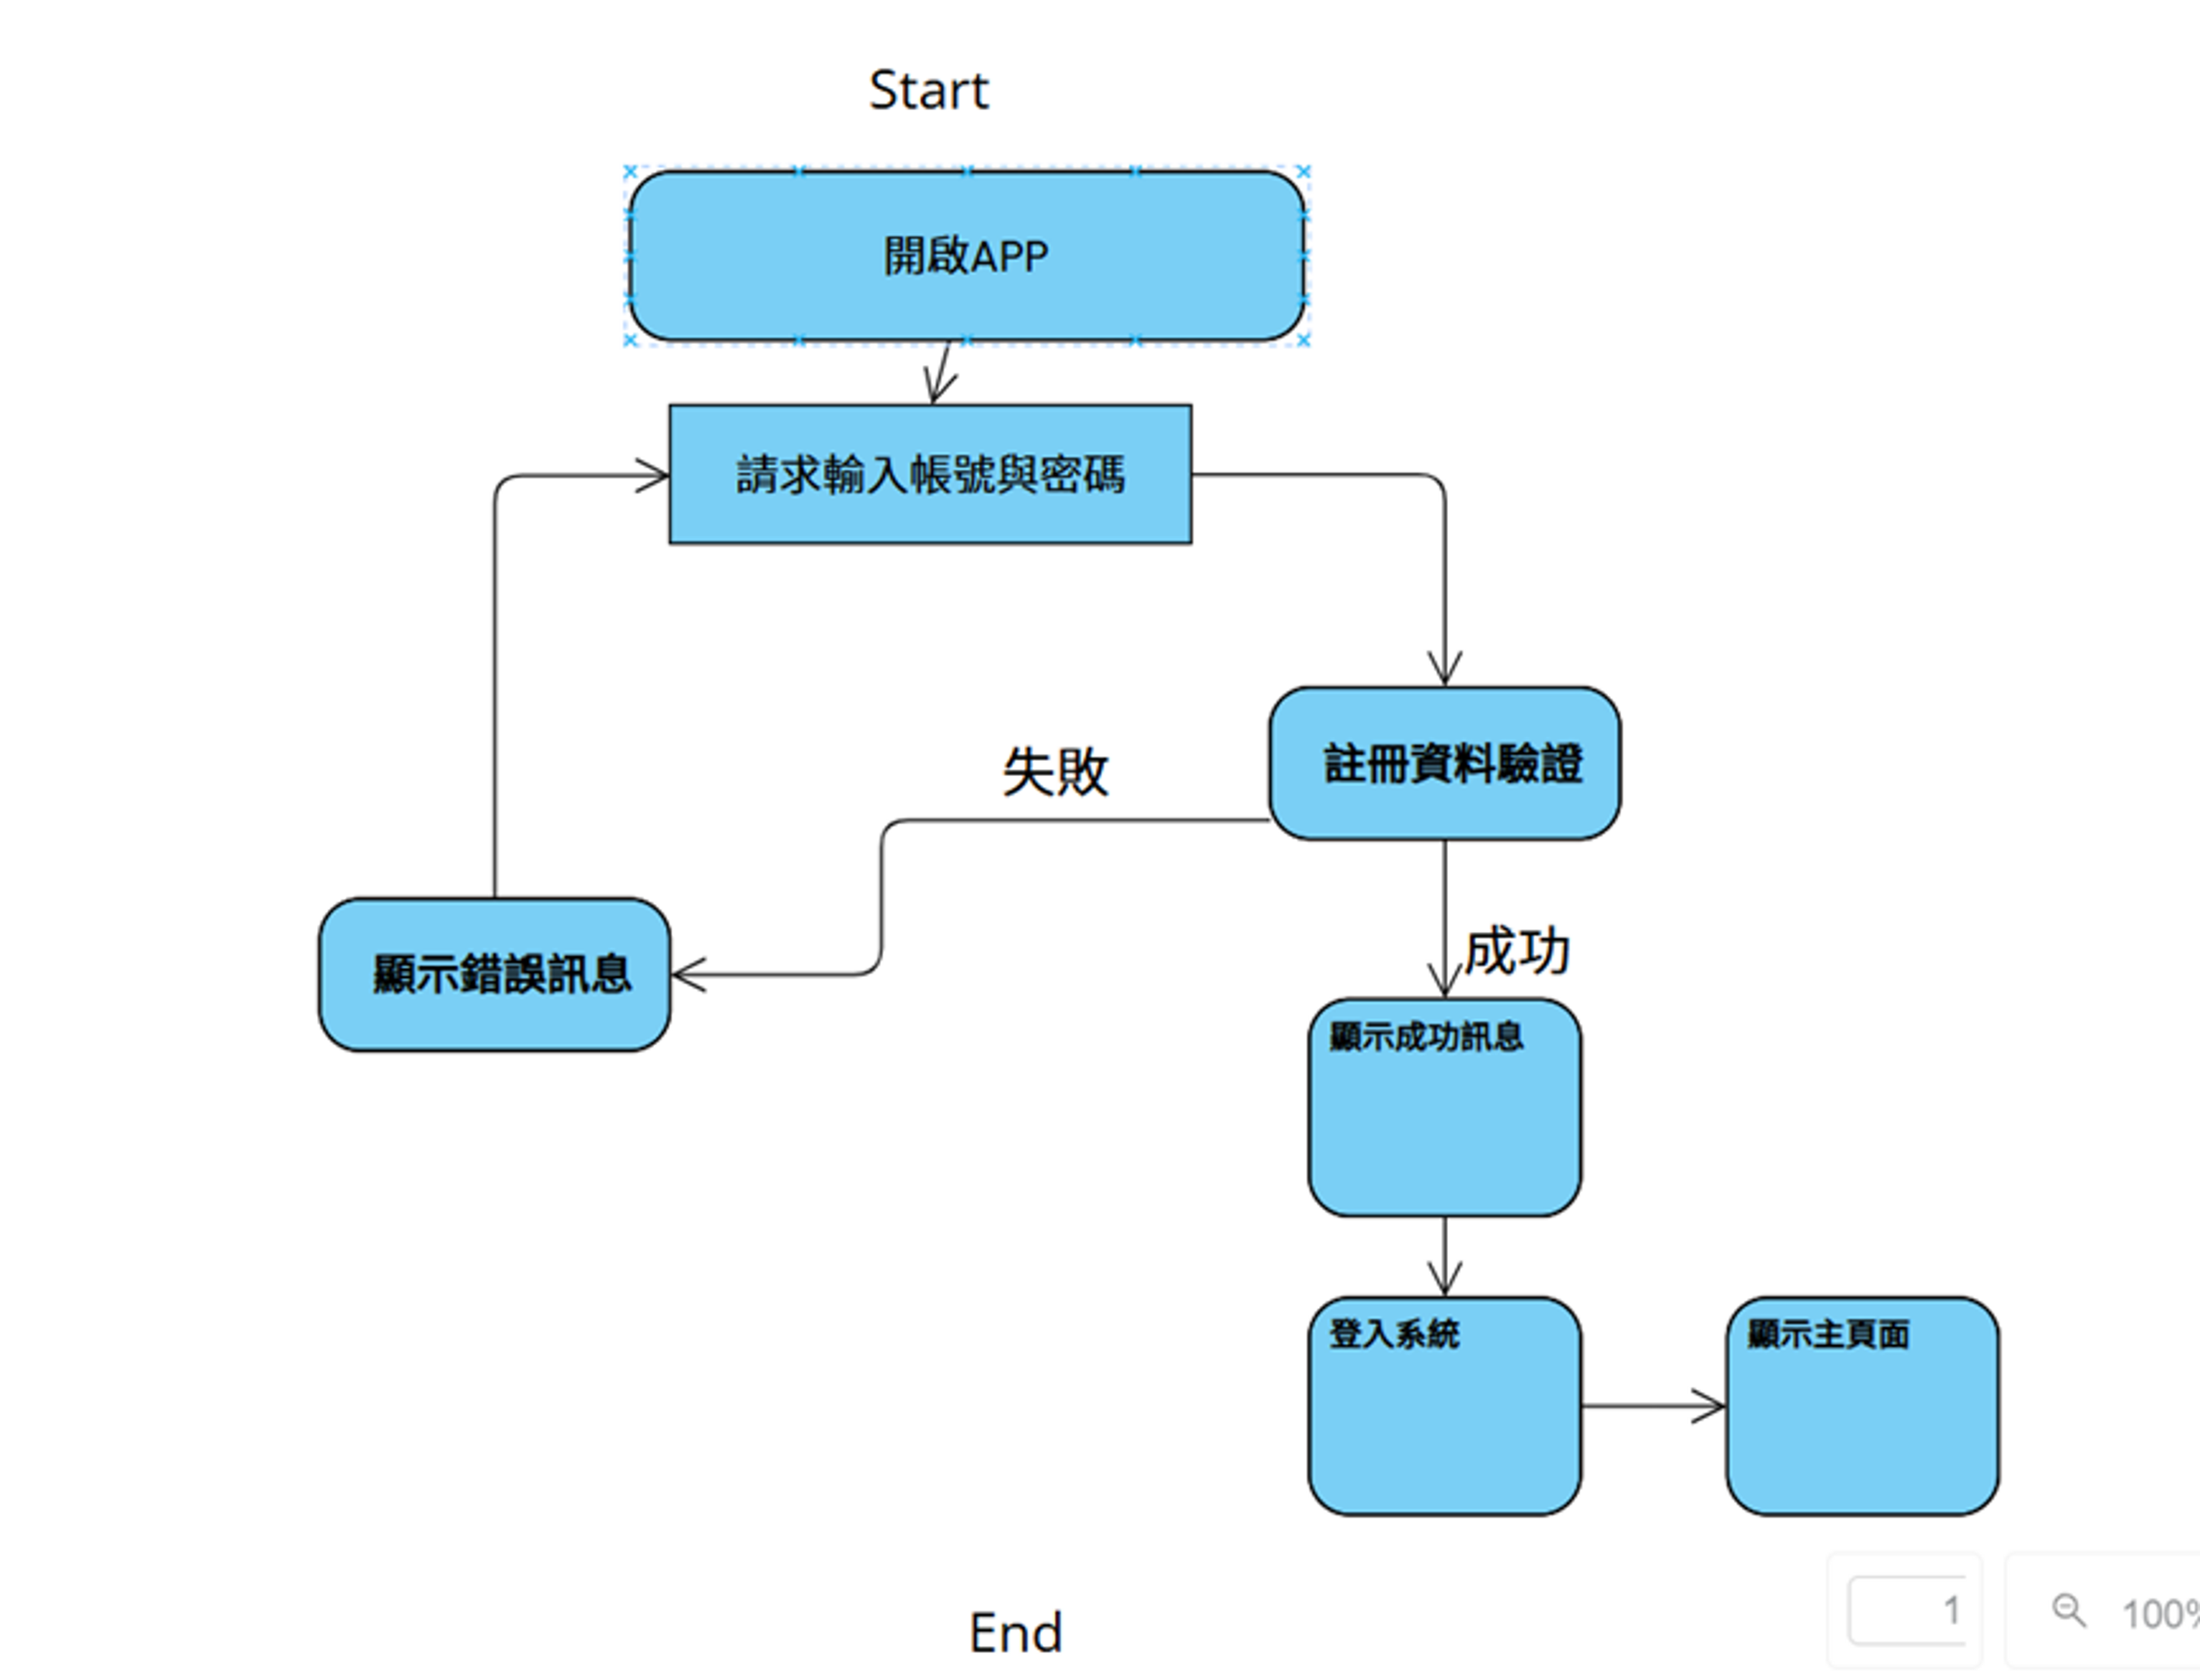 Start
開啟APP
請求輸入帳號與密碼
註冊資料驗證
失敗
成功
顯示錯誤訊息
顯示成功訊息
登入系統
顯示主頁面
End
1
100%